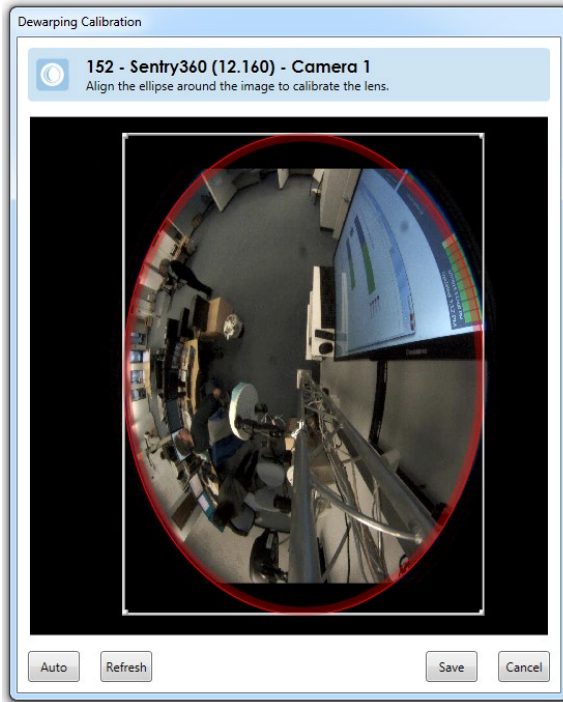 Dewarping Calibration
152 - Sentry360 (12.160) - Camera 1
Align the ellipse around the image to calibrate the lens.
Auto
Refresh
Save
Cancel